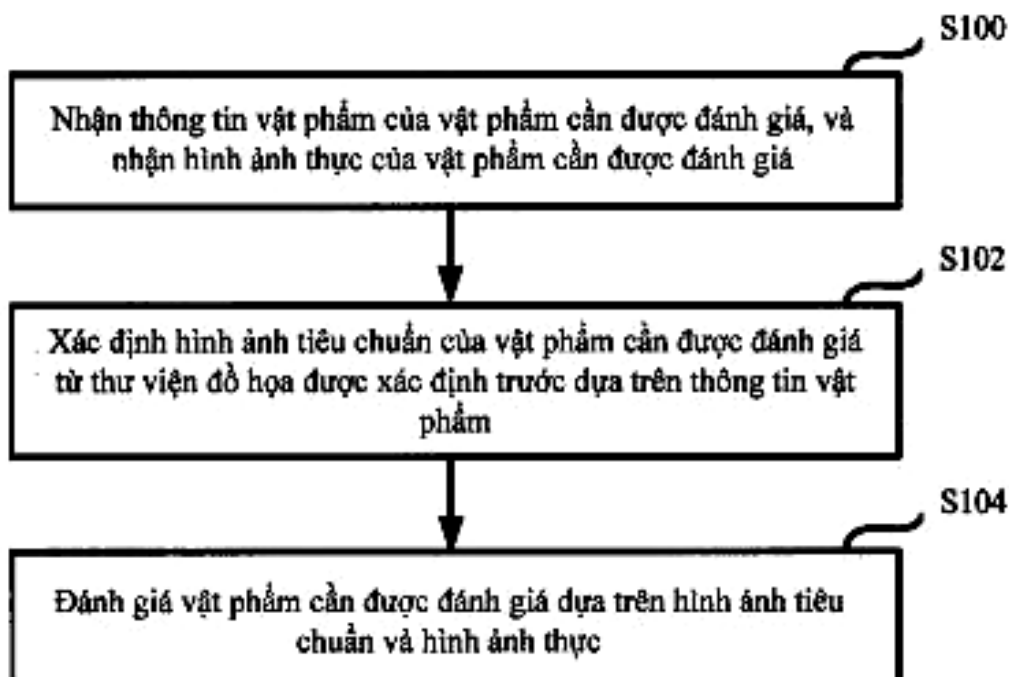 S100
Nhận thông tin vật phẩm của vật phẩm cần được đánh giá, và
nhận hình ảnh thực của vật phẩm cần được đánh giá
S102
Xác định hình ảnh tiêu chuẩn của vật phẩm cần được đánh giá
từ thư viện đồ họa được xác định trước dựa trên thông tin vật
phẩm
S104
Đánh giá vật phẩm cần được đánh giá dựa trên hình ảnh tiêu
chuẩn và hình ảnh thực